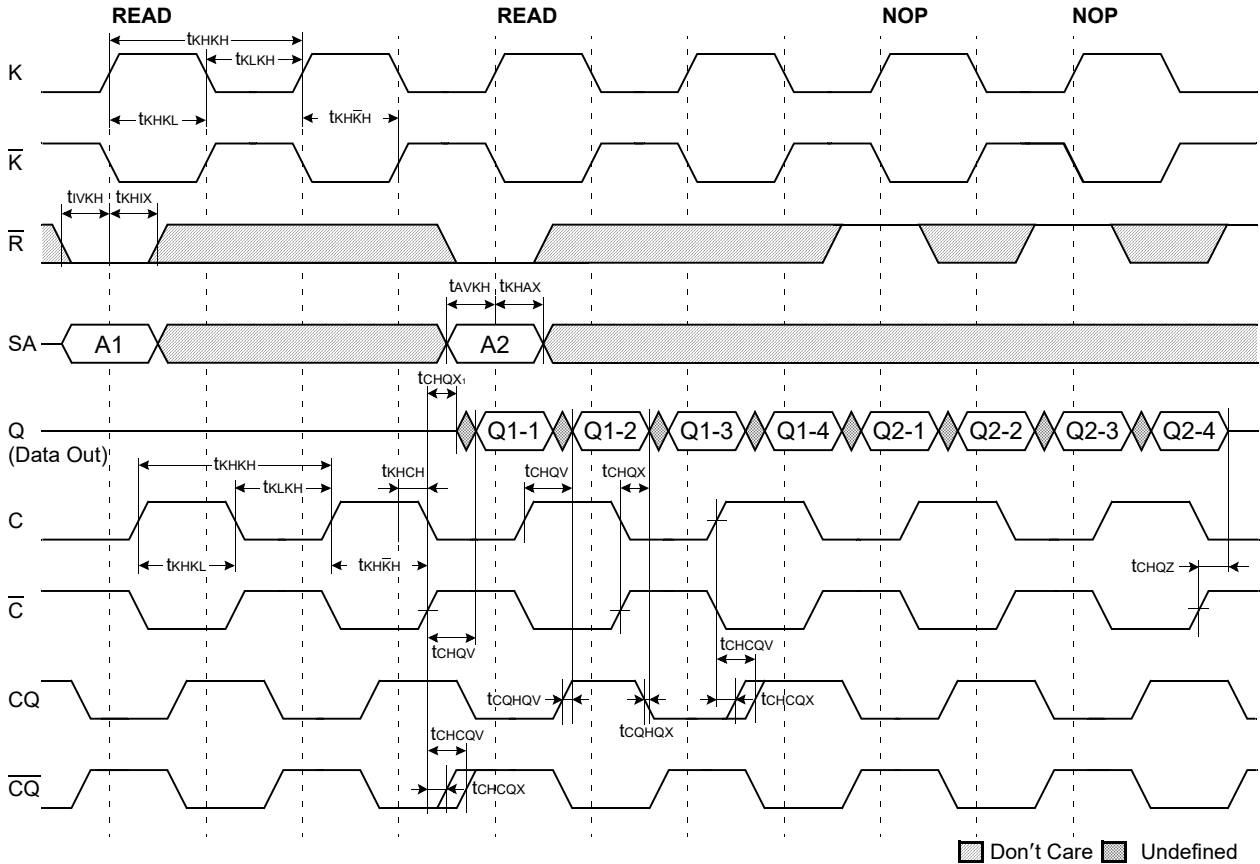 READ READ NOP NOP
tKHKH
tKLKH
K
tKHKL tKHK̅H
K̅
tIVKH tKHIX
R̅
tAVKH tKHAX
SA A1 A2
tCHQX1
Q Q1-1 Q1-2 Q1-3 Q1-4 Q2-1 Q2-2 Q2-3 Q2-4
(Data Out)
tKHKH tKHCH tCHQV tCHQX
tKLKH
C
tKHKL tKHK̅H tCHQZ
C̅
tCHQV tCHCQV
CQ tCQHQV tCHCQX
tCQHQX
tCHCQV
C̅Q̅ tCHCQX
Don't Care Undefined